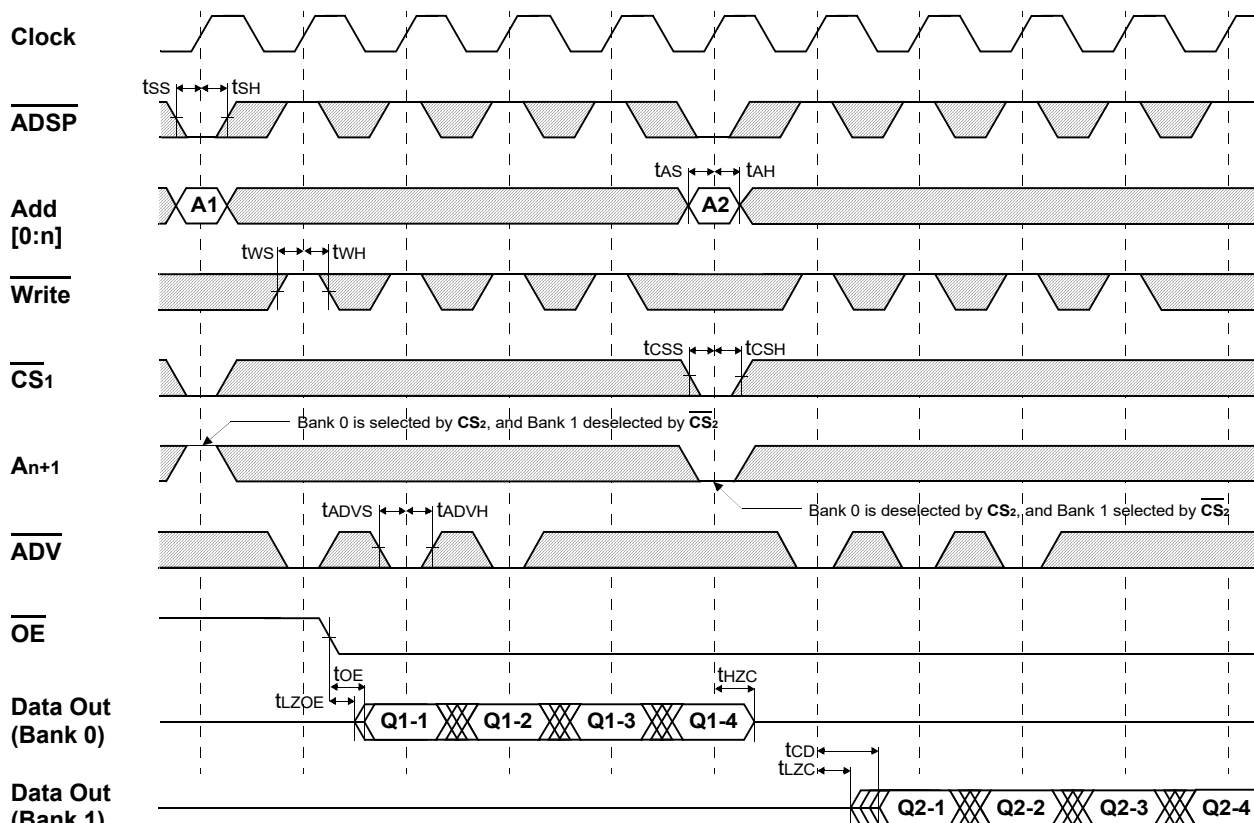 Clock
tSS tSH
ADSP
tAS tAH
Add
[0:n]
A1 A2
tWS tWH
Write
tCSS tCSH
CS1
Bank 0 is selected by CS2, and Bank 1 deselected by CS2
An+1
Bank 0 is deselected by CS2, and Bank 1 selected by CS2
tADVS tADVH
ADV
OE
tOE tHZC
tLZOE
Data Out
(Bank 0)
Q1-1 Q1-2 Q1-3 Q1-4
tCD
tLZC
Data Out
(Bank 1)
Q2-1 Q2-2 Q2-3 Q2-4